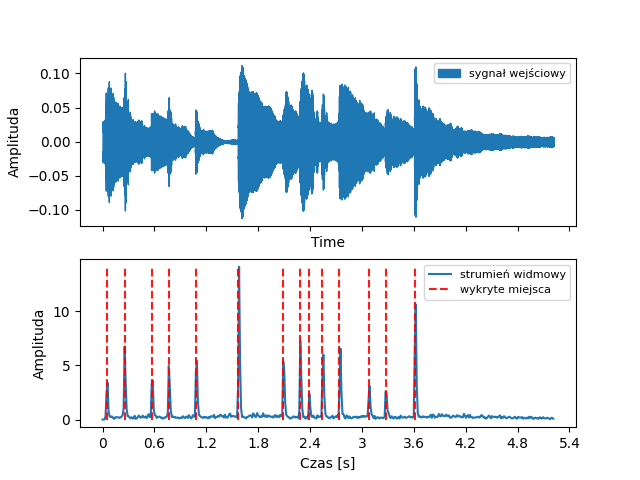 0.10
0.05
0.00
−0.05
−0.10
Amplituda
sygnał wejściowy
Time
10
5
0
Amplituda
strumień widmowy
wykryte miejsca
0 0.6 1.2 1.8 2.4 3 3.6 4.2 4.8 5.4
Czas [s]